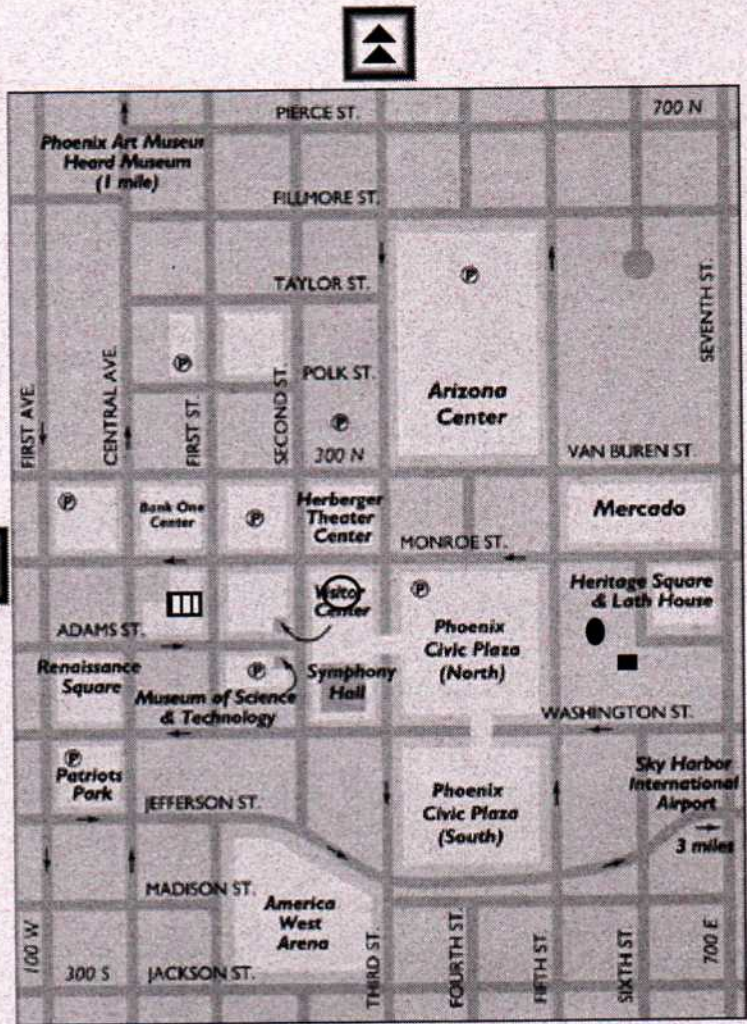 PIERCE ST.
700 N
Phoenix Art Museum
Heard Museum
(1 mile)
FILLMORE ST.
TAYLOR ST.
P
SEVENTH ST.
P
POLK ST.
Arizona
Center
FIRST AVE.
CENTRAL AVE.
FIRST ST.
SECOND ST.
P
300 N
VAN BUREN ST.
P
Bank One
Center
P
Herberger
Theater
Center
Mercado
MONROE ST.
Visitor
Center
P
Heritage Square
& Lath House
ADAMS ST.
Phoenix
Civic Plaza
(North)
Renaissance
Square
P
Symphony
Hall
Museum of Science
& Technology
WASHINGTON ST.
P
Patriots
Park
Phoenix
Civic Plaza
(South)
Sky Harbor
International
Airport
3 miles
JEFFERSON ST.
MADISON ST.
America
West
Arena
100 W
300 S
JACKSON ST.
THIRD ST.
FOURTH ST.
FIFTH ST.
SIXTH ST
700 E